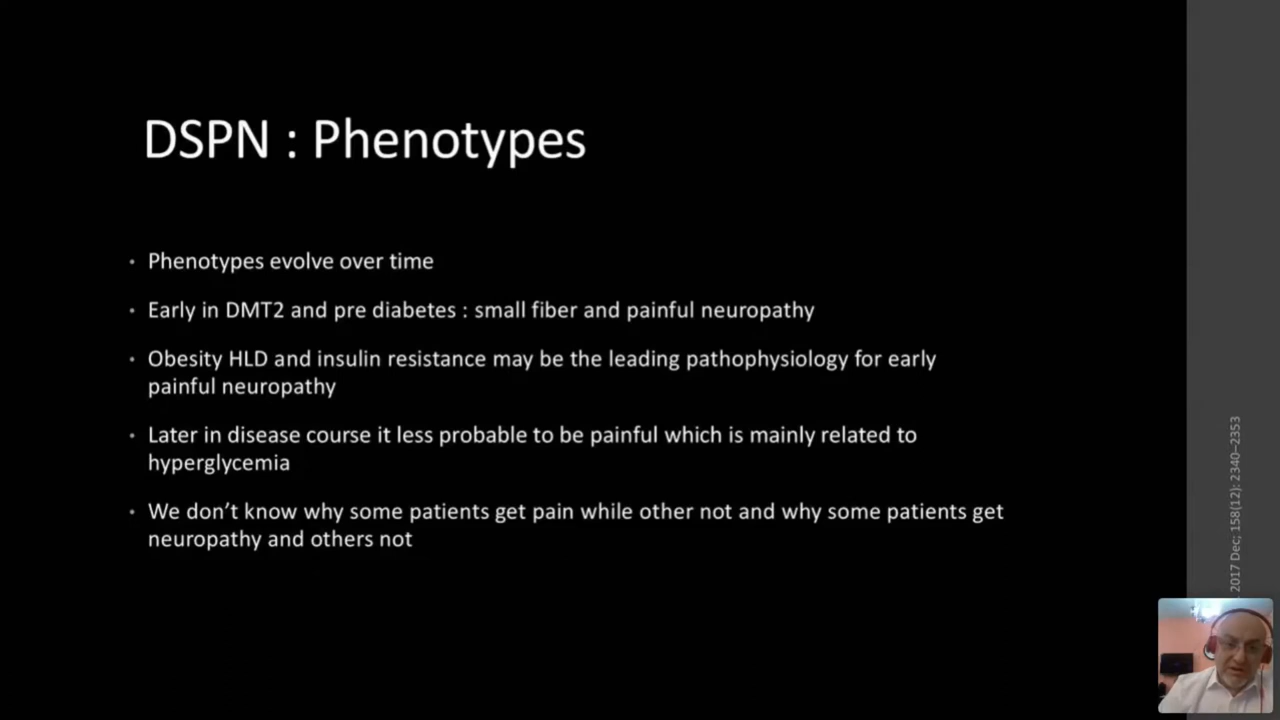 DSPN : Phenotypes
• Phenotypes evolve over time
• Early in DMT2 and pre diabetes : small fiber and painful neuropathy
• Obesity HLD and insulin resistance may be the leading pathophysiology for early
painful neuropathy
• Later in disease course it less probable to be painful which is mainly related to
hyperglycemia
• We don’t know why some patients get pain while other not and why some patients get
neuropathy and others not
2017 Dec; 158(12): 2340–2353